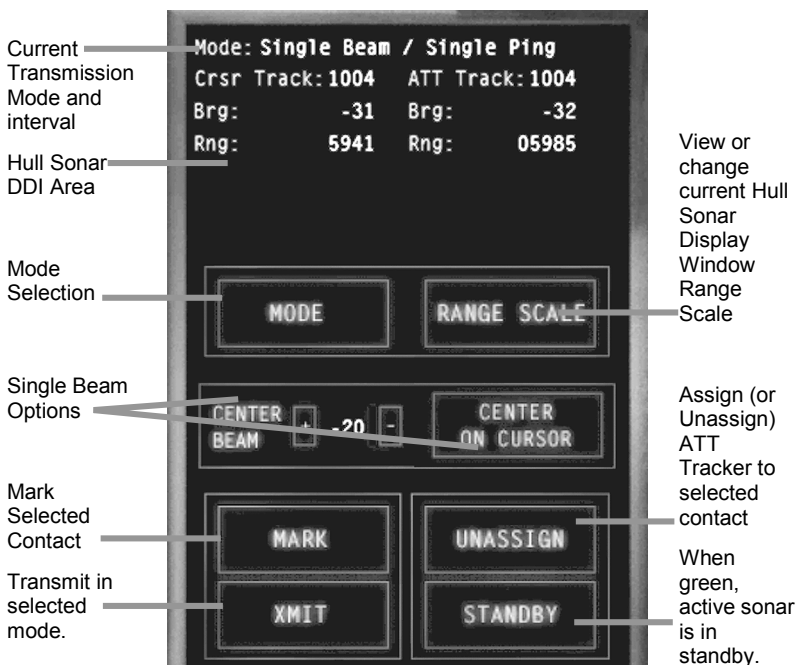 Current
Transmission
Mode and
interval
Hull Sonar
DDI Area
Mode
Selection
Single Beam
Options
Mark
Selected
Contact
Transmit in
selected
mode.
Mode: Single Beam / Single Ping
Crsr Track: 1004 ATT Track: 1004
Brg: -31 Brg: -32
Rng: 5941 Rng: 05985
MODE RANGE SCALE
CENTER
BEAM
+ -20 -
CENTER
ON CURSOR
MARK UNASSIGN
XMIT STANDBY
View or
change
current Hull
Sonar
Display
Window
Range
Scale
Assign (or
Unassign)
ATT
Tracker to
selected
contact
When
green,
active sonar
is in
standby.